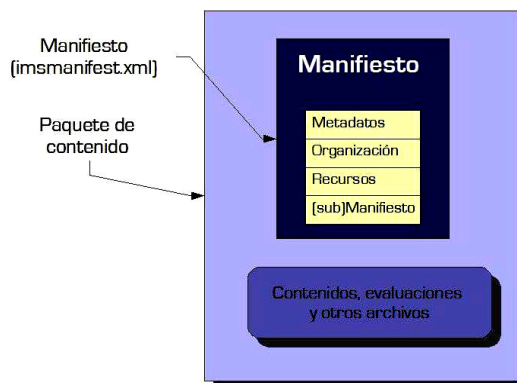 Manifiesto
(imsmanifest.xml)
Paquete de
contenido
Manifiesto
Metadatos
Organización
Recursos
(sub)Manifiesto
Contenidos, evaluaciones
y otros archivos